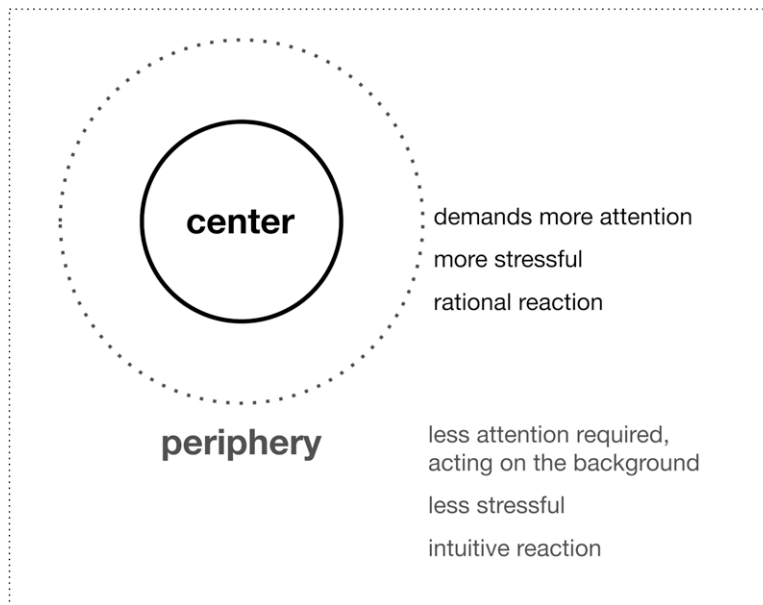 center
demands more attention
more stressful
rational reaction
periphery
less attention required,
acting on the background
less stressful
intuitive reaction